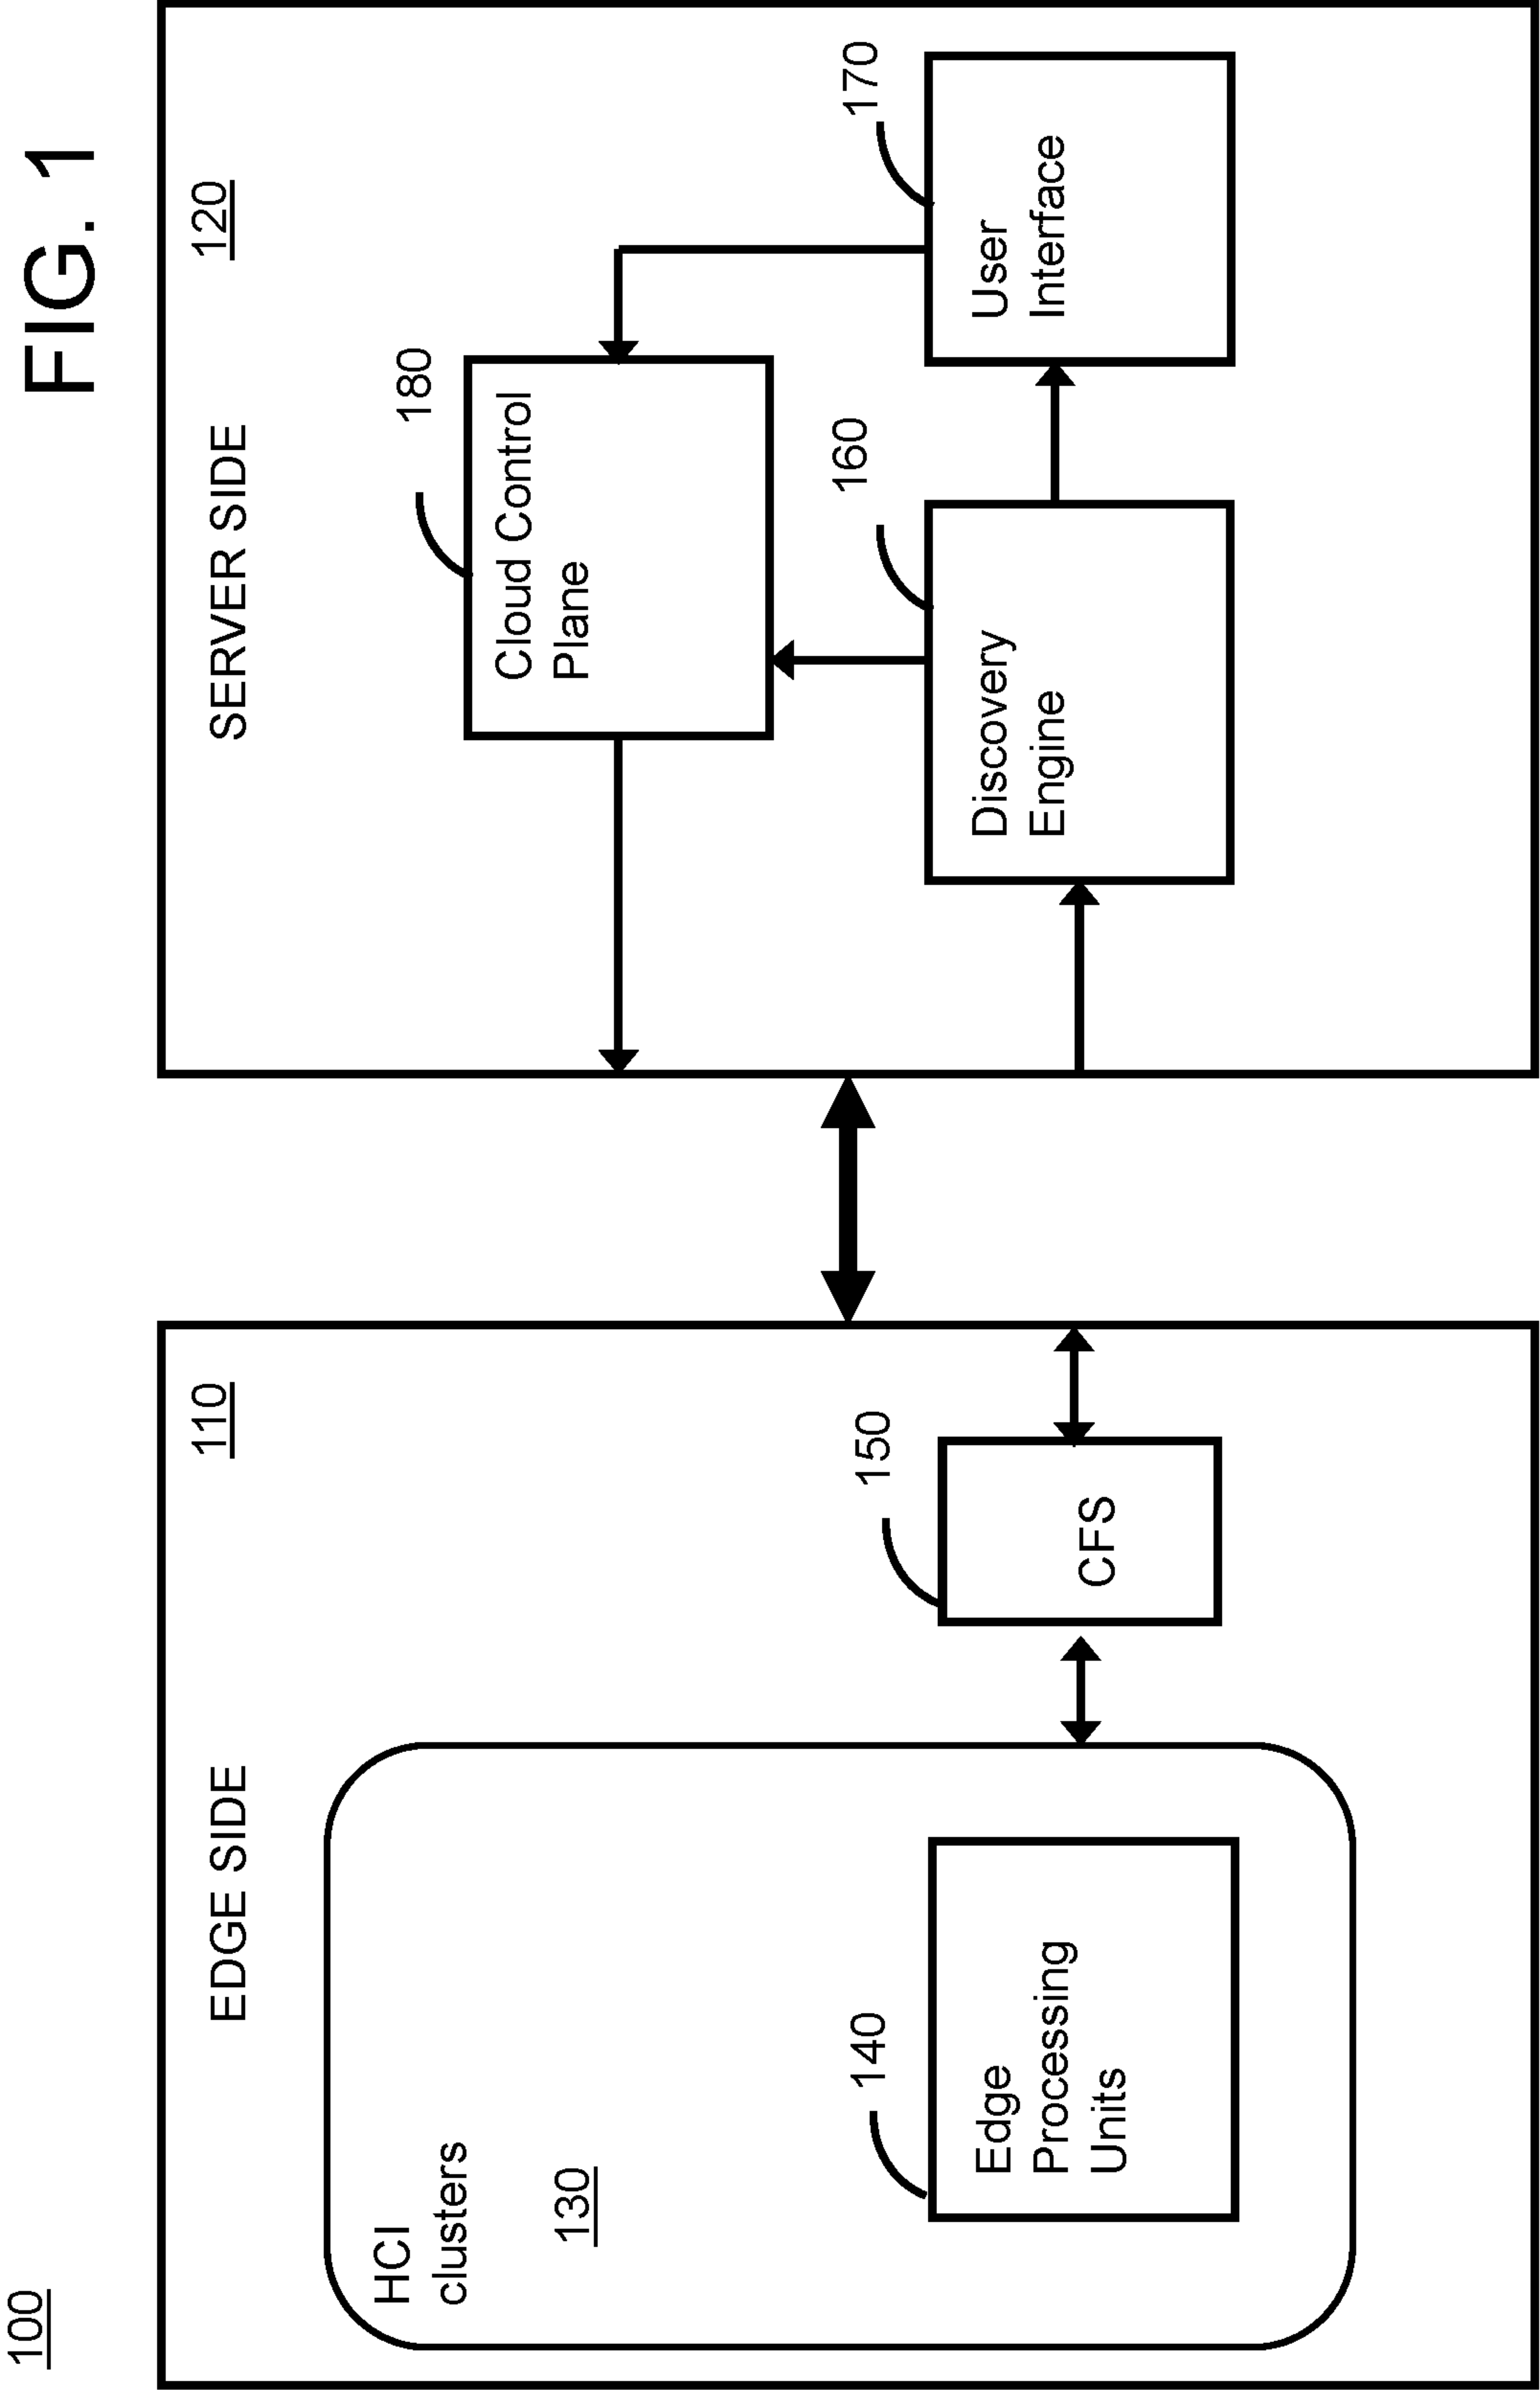 FIG. 1
100
EDGE SIDE
110
HCI
clusters
130
140
Edge
Processing
Units
150
CFS
SERVER SIDE
120
180
Cloud Control
Plane
160
Discovery
Engine
170
User
Interface